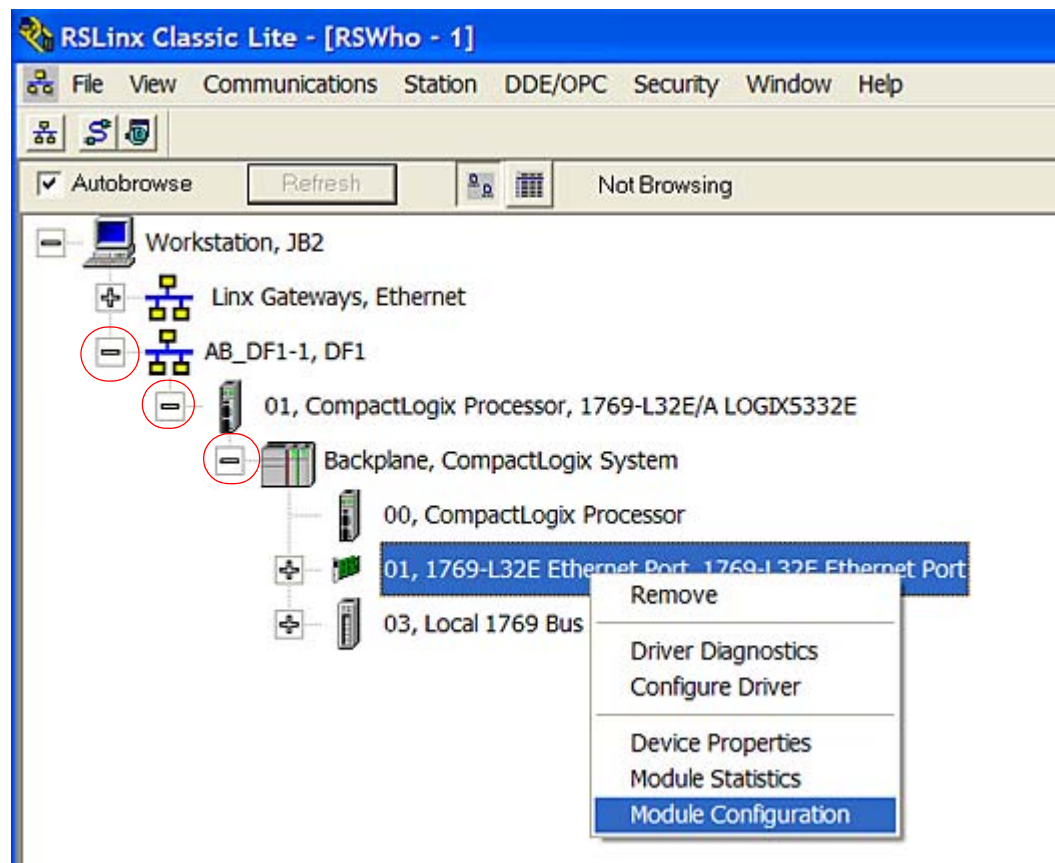 RSLinx Classic Lite - [RSWho - 1]
File View Communications Station DDE/OPC Security Window Help
Autobrowse Refresh Not Browsing
Workstation, JB2
Linx Gateways, Ethernet
AB_DF1-1, DF1
01, CompactLogix Processor, 1769-L32E/A LOGIX5332E
Backplane, CompactLogix System
00, CompactLogix Processor
01, 1769-L32E Ethernet Port, 1769-L32E Ethernet Port
03, Local 1769 Bus
Remove
Driver Diagnostics
Configure Driver
Device Properties
Module Statistics
Module Configuration